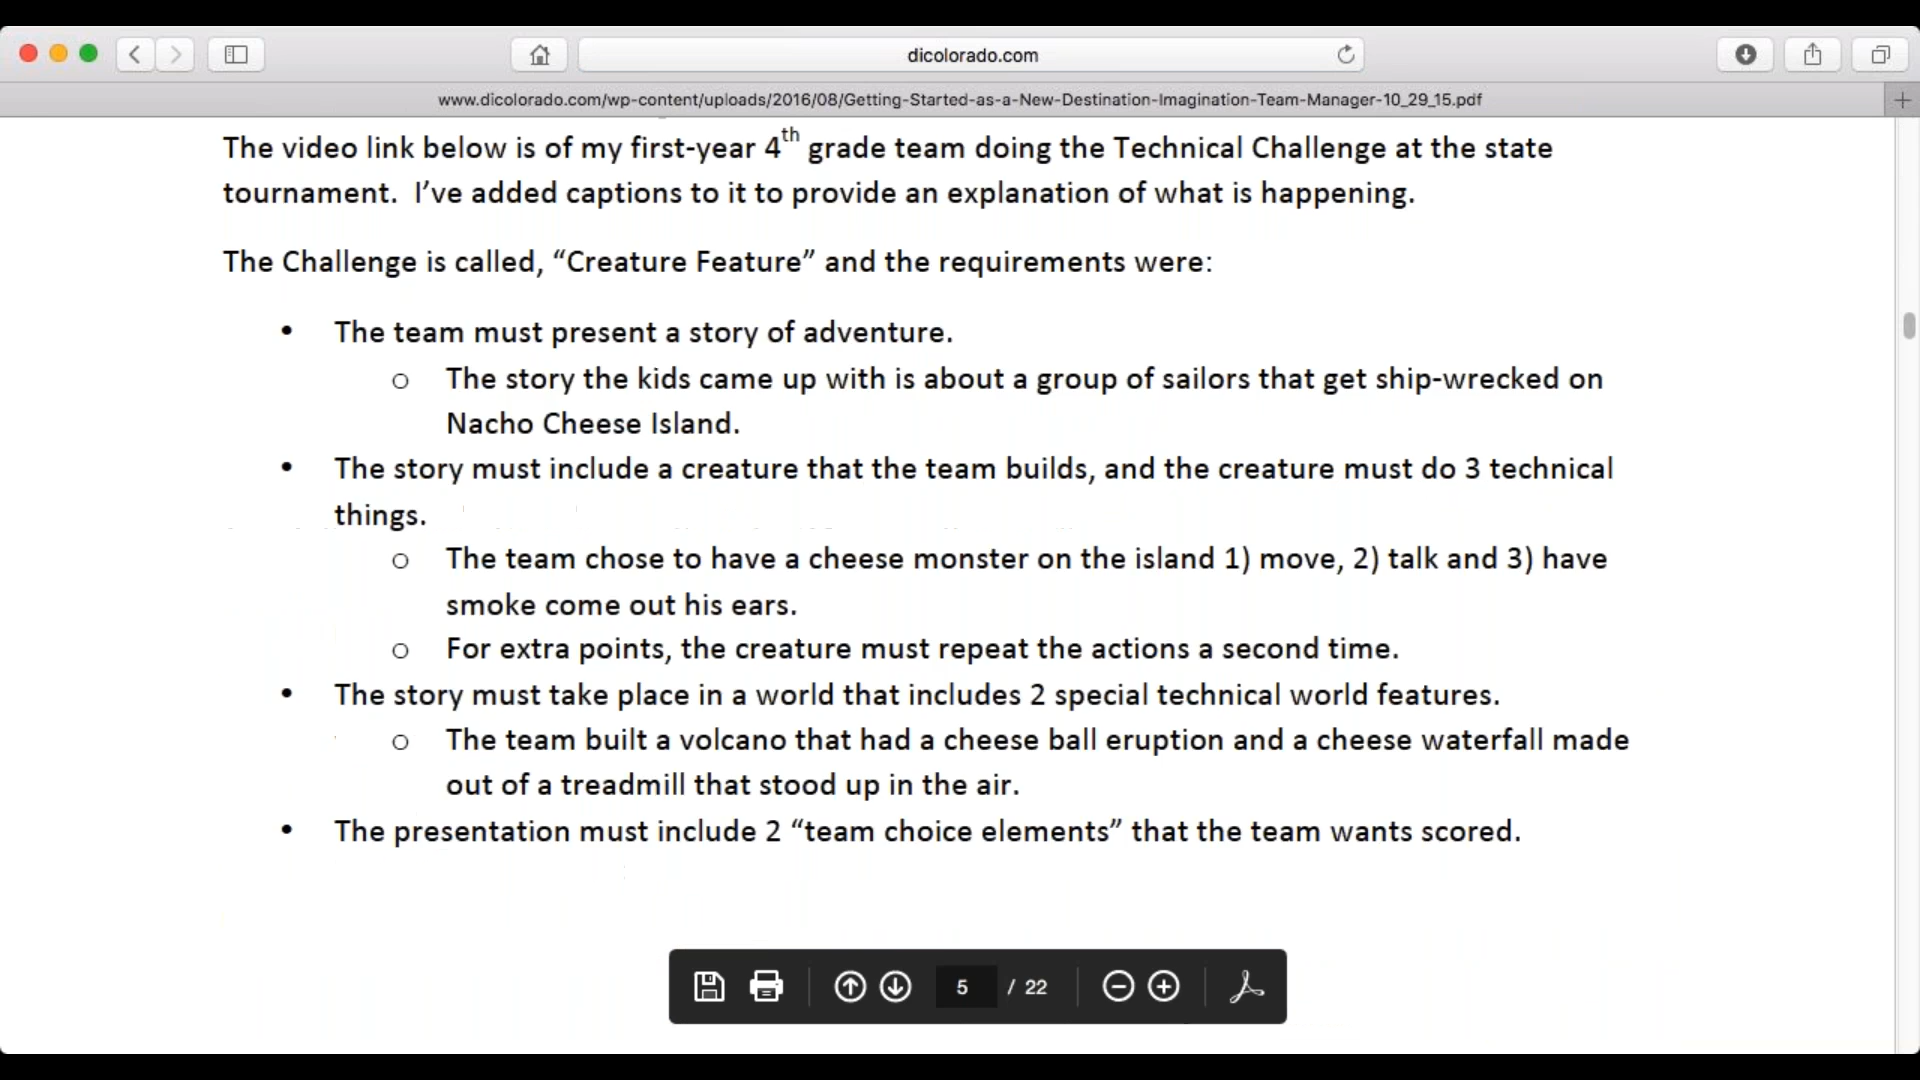 dicolorado.com
www.dicolorado.com/wp-content/uploads/2016/08/Getting-Started-as-a-New-Destination-Imagination-Team-Manager-10_29_15.pdf
The video link below is of my first-year 4th grade team doing the Technical Challenge at the state
tournament.  I’ve added captions to it to provide an explanation of what is happening.
The Challenge is called, “Creature Feature” and the requirements were:
• The team must present a story of adventure.
o The story the kids came up with is about a group of sailors that get ship-wrecked on
Nacho Cheese Island.
• The story must include a creature that the team builds, and the creature must do 3 technical
things.
o The team chose to have a cheese monster on the island 1) move, 2) talk and 3) have
smoke come out his ears.
o For extra points, the creature must repeat the actions a second time.
• The story must take place in a world that includes 2 special technical world features.
o The team built a volcano that had a cheese ball eruption and a cheese waterfall made
out of a treadmill that stood up in the air.
• The presentation must include 2 “team choice elements” that the team wants scored.
5 / 22